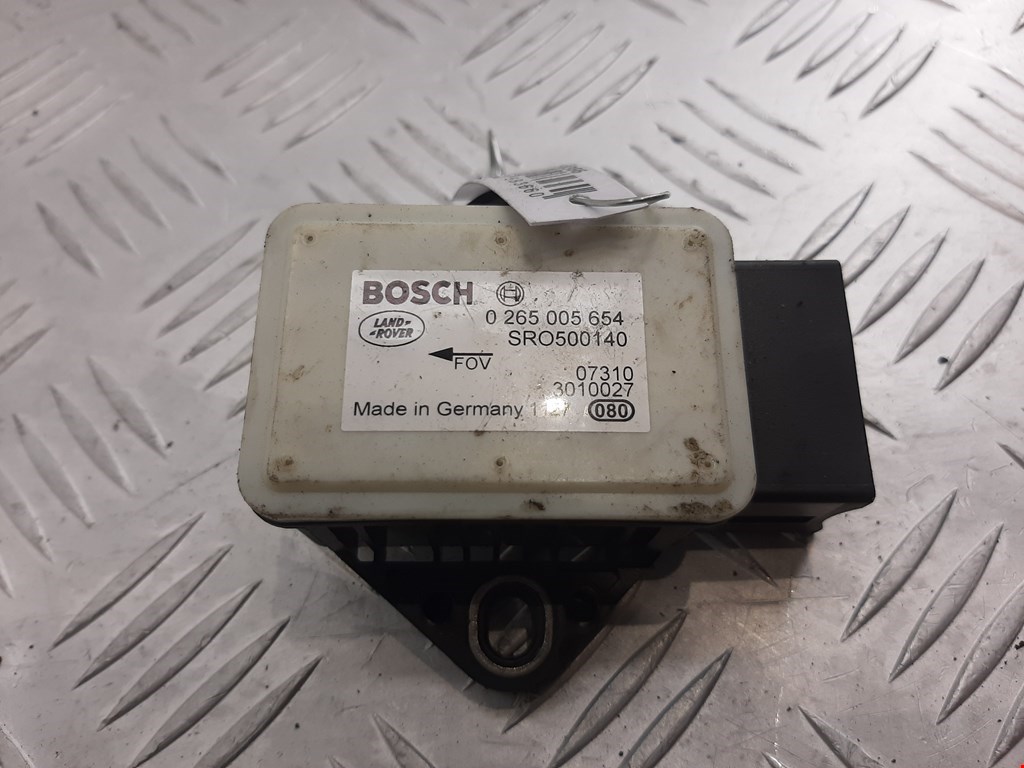 BOSCH
0 265 005 654
LAND-
-ROVER
SRO500140
FOV
07310
3010027
Made in Germany
080